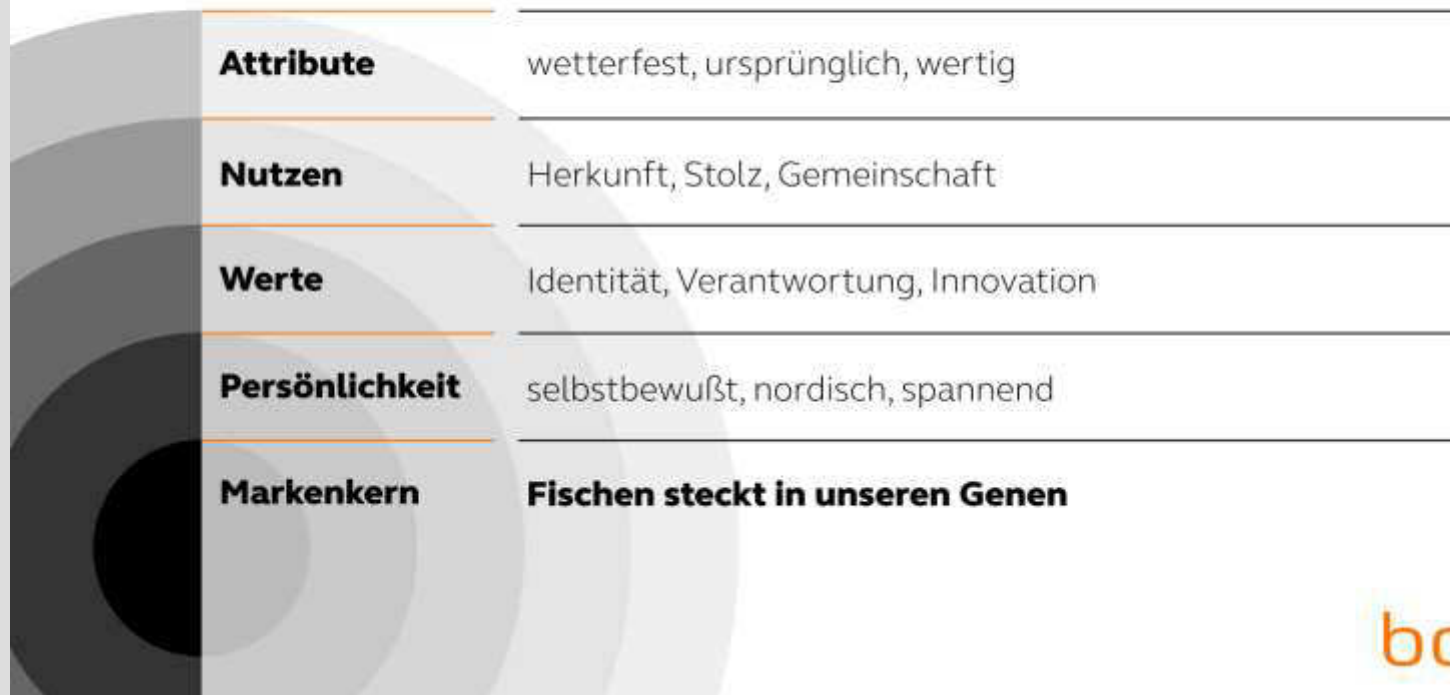 Attribute wetterfest, ursprünglich, wertig
Nutzen Herkunft, Stolz, Gemeinschaft
Werte Identität, Verantwortung, Innovation
Persönlichkeit selbstbewußt, nordisch, spannend
Markenkern Fischen steckt in unseren Genen